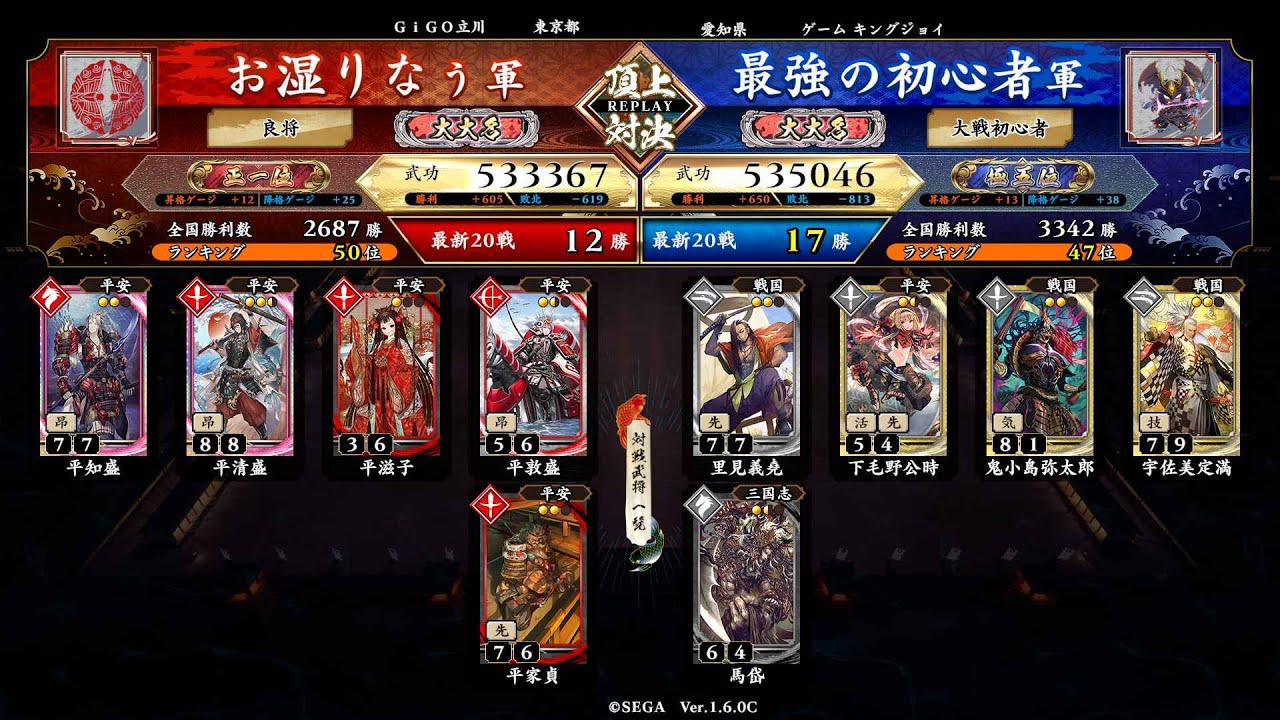 GiGO立川 東京都 愛知県 ゲーム キングジョイ
お湿りなぅ軍 頂上 最強の初心者軍
REPLAY
対決
良将 大大名 大大名 大戦初心者
正一位 武功 533367 武功 535046 極五位
昇格ゲージ +12 降格ゲージ +25 勝利 +605 敗北 -619 勝利 +650 敗北 -813 昇格ゲージ +13 降格ゲージ +38
全国勝利数 2687勝 最新20戦 12勝 最新20戦 17勝 全国勝利数 3342勝
ランキング 50位 ランキング 47位
平安 平安 平安 平安 戦国 平安 戦国 戦国
昴 昴 昴 先 活 先 気 技
7 7 8 8 3 6 5 6 7 7 5 4 8 1 7 9
平知盛 平清盛 平滋子 平敦盛 里見義堯 下毛野公時 鬼小島弥太郎 宇佐美定満
対戦武将一覧
平安 三国志
先
7 6 6 4
平家貞 馬岱
©SEGA Ver.1.6.0C